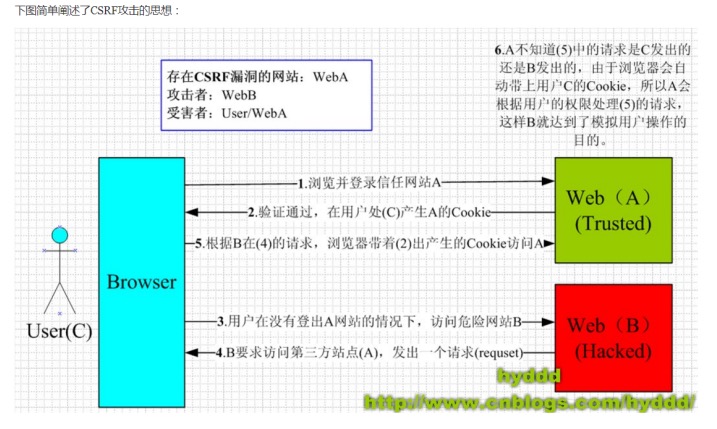 下图简单阐述了CSRF攻击的思想：
存在CSRF漏洞的网站：WebA
攻击者：WebB
受害者：User/WebA
6.A不知道(5)中的请求是C发出的
还是B发出的，由于浏览器会自
动带上用户C的Cookie，所以A会
根据用户的权限处理(5)的请求，
这样B就达到了模拟用户操作的
目的。
1.浏览并登录信任网站A
2.验证通过，在用户处(C)产生A的Cookie
5.根据B在(4)的请求，浏览器带着(2)出产生的Cookie访问A
Web（A）
(Trusted)
Browser
User(C)
3.用户在没有登出A网站的情况下，访问危险网站B
4.B要求访问第三方站点(A)，发出一个请求(requset)
Web（B）
(Hacked)
hyddd
http://www.cnblogs.com/hyddd/